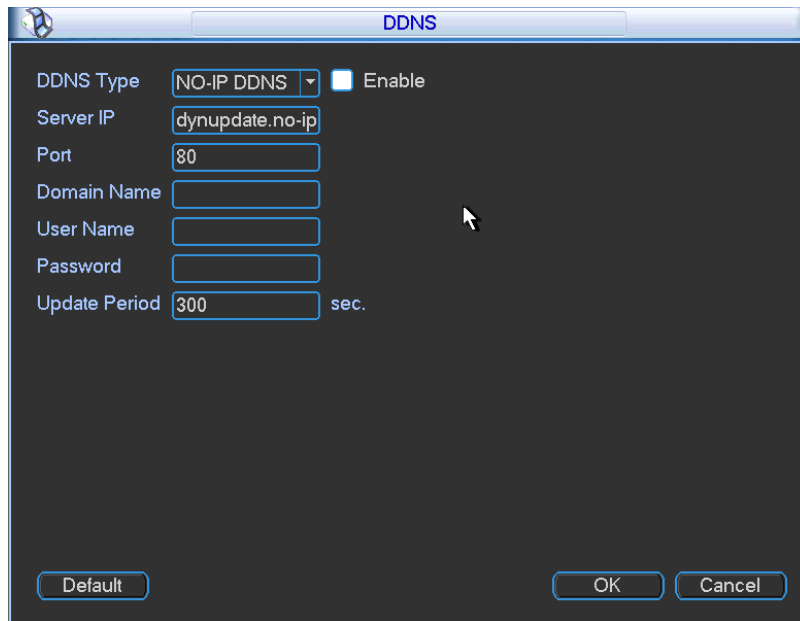 DDNS
DDNS Type NO-IP DDNS Enable
Server IP dynupdate.no-ip
Port 80
Domain Name
User Name
Password
Update Period 300 sec.
Default OK Cancel